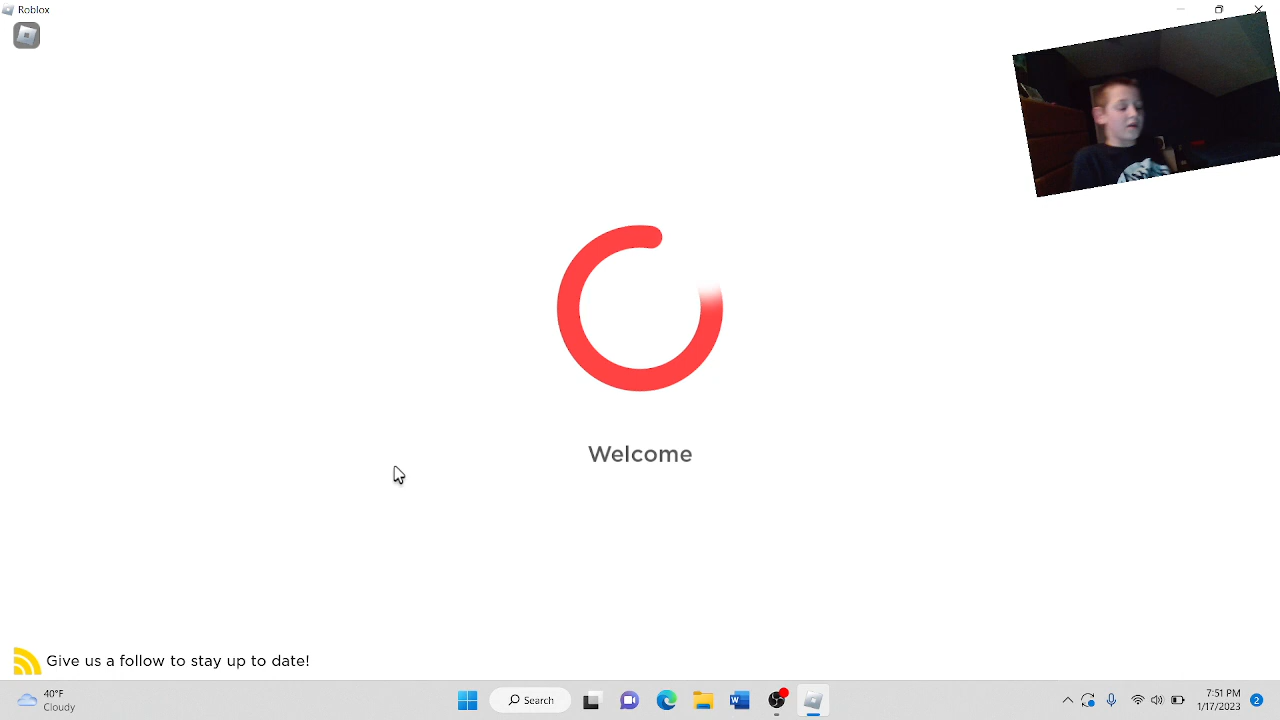 Roblox
Welcome
Give us a follow to stay up to date!
40°F
Cloudy
Search
7:51 PM
1/17/2023
2